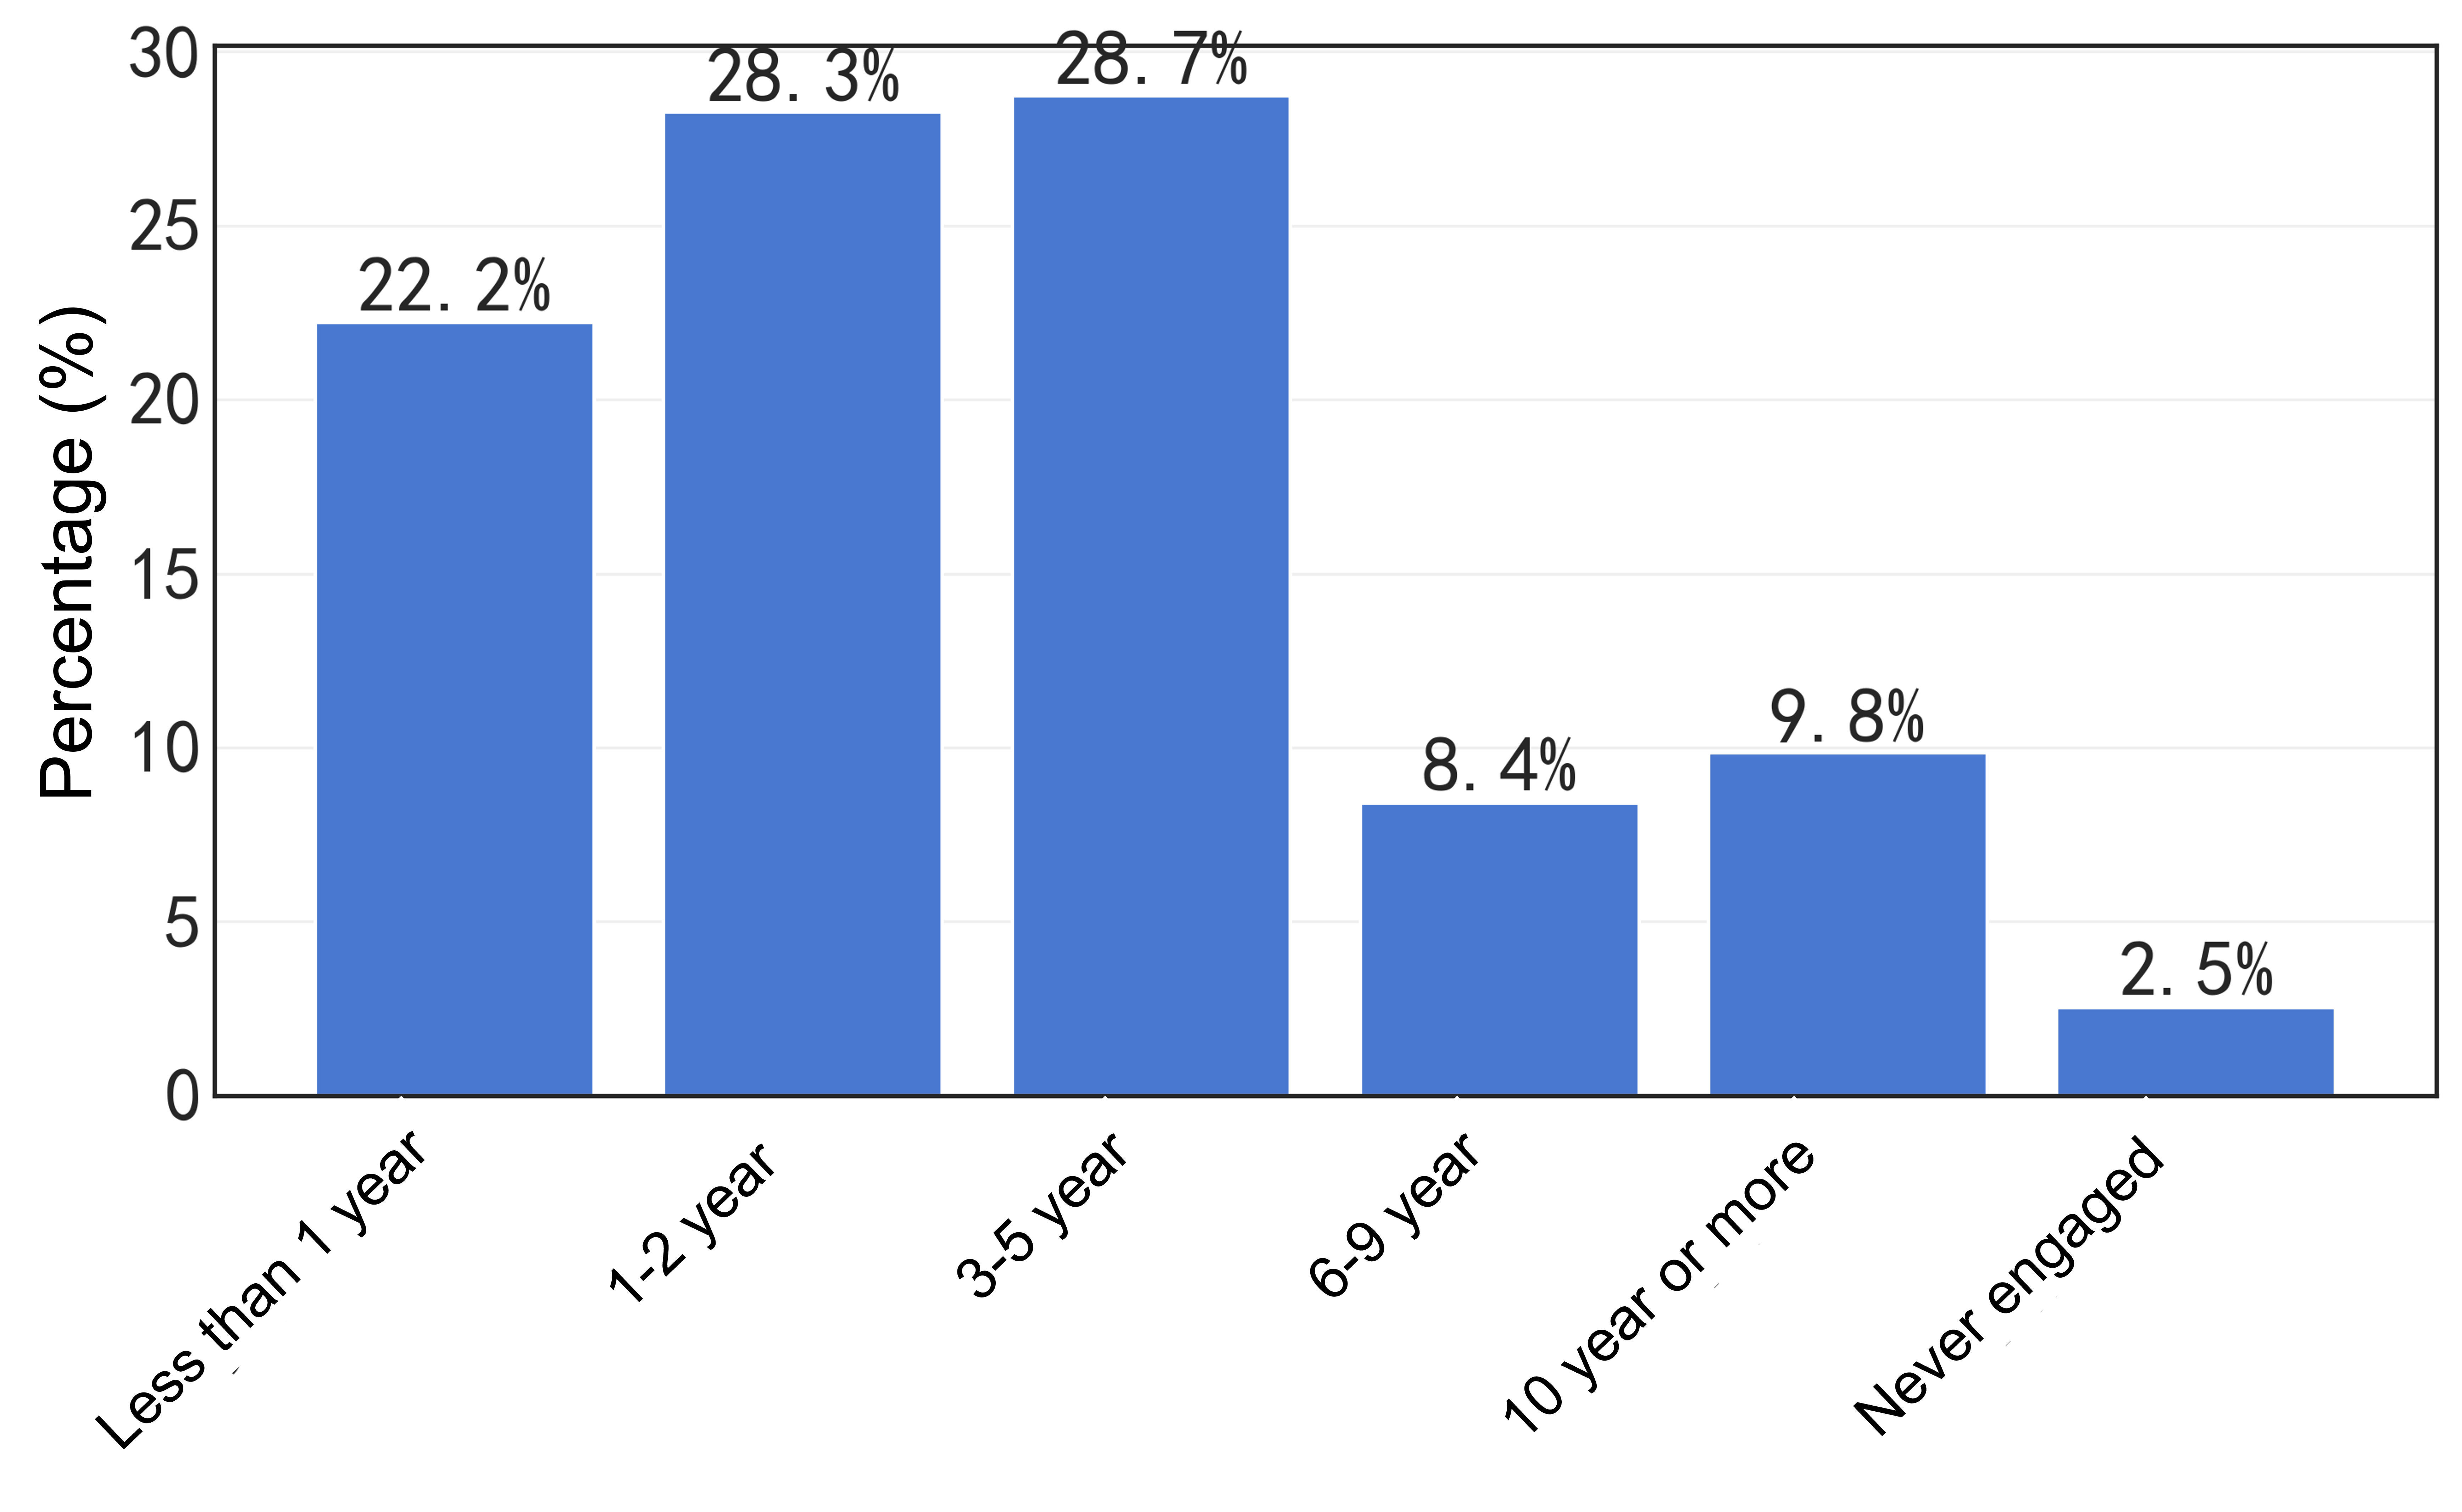 Percentage (%)
30
25
20
15
10
5
0
22.2%
28.3%
28.7%
8.4%
9.8%
2.5%
Less than 1 year
1-2 year
3-5 year
6-9 year
10 year or more
Never engaged